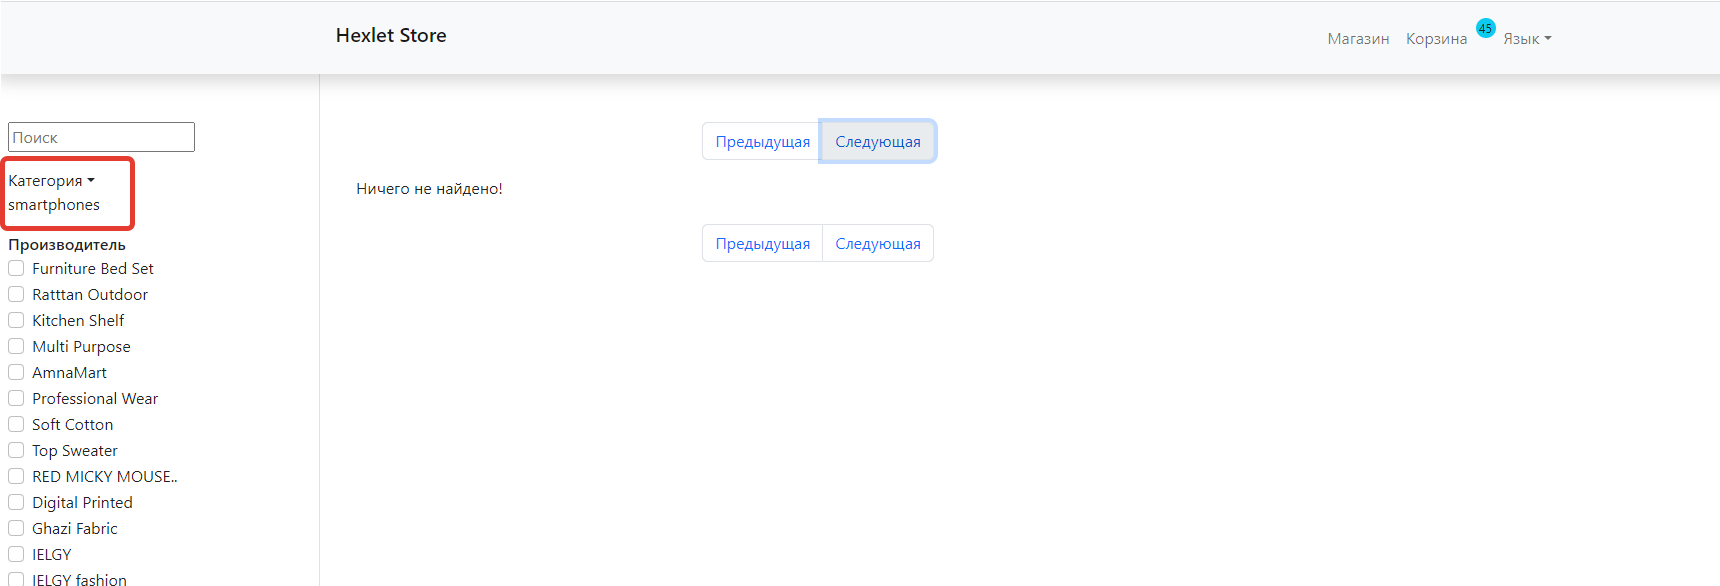 Hexlet Store
Магазин Корзина 45 Язык
Поиск
Категория
smartphones
Производитель
Furniture Bed Set
Ratttan Outdoor
Kitchen Shelf
Multi Purpose
AmnaMart
Professional Wear
Soft Cotton
Top Sweater
RED MICKY MOUSE..
Digital Printed
Ghazi Fabric
IELGY
IELGY fashion
Предыдущая Следующая
Ничего не найдено!
Предыдущая Следующая